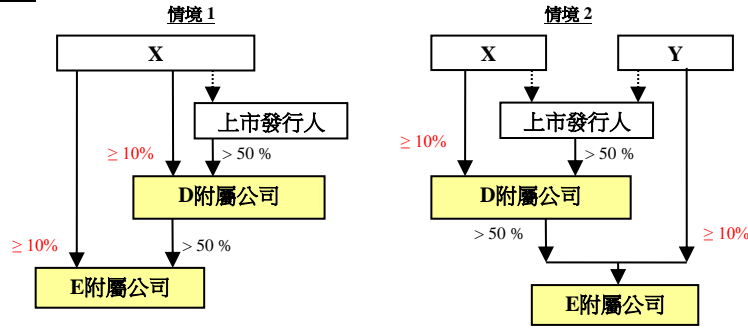 情境 1
X
上市發行人
≥ 10%
> 50 %
D附屬公司
≥ 10%
> 50 %
E附屬公司
情境 2
X
Y
上市發行人
≥ 10%
> 50 %
D附屬公司
> 50 %
≥ 10%
E附屬公司